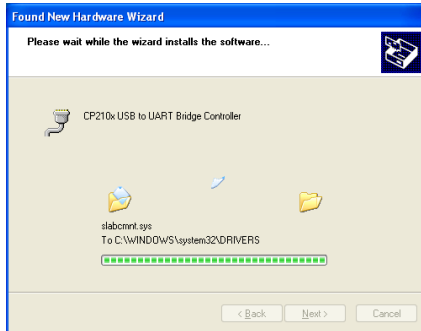 Found New Hardware Wizard
Please wait while the wizard installs the software...
CP210x USB to UART Bridge Controller
slabcmnt.sys
To C:\WINDOWS\system32\DRIVERS
< Back Next > Cancel